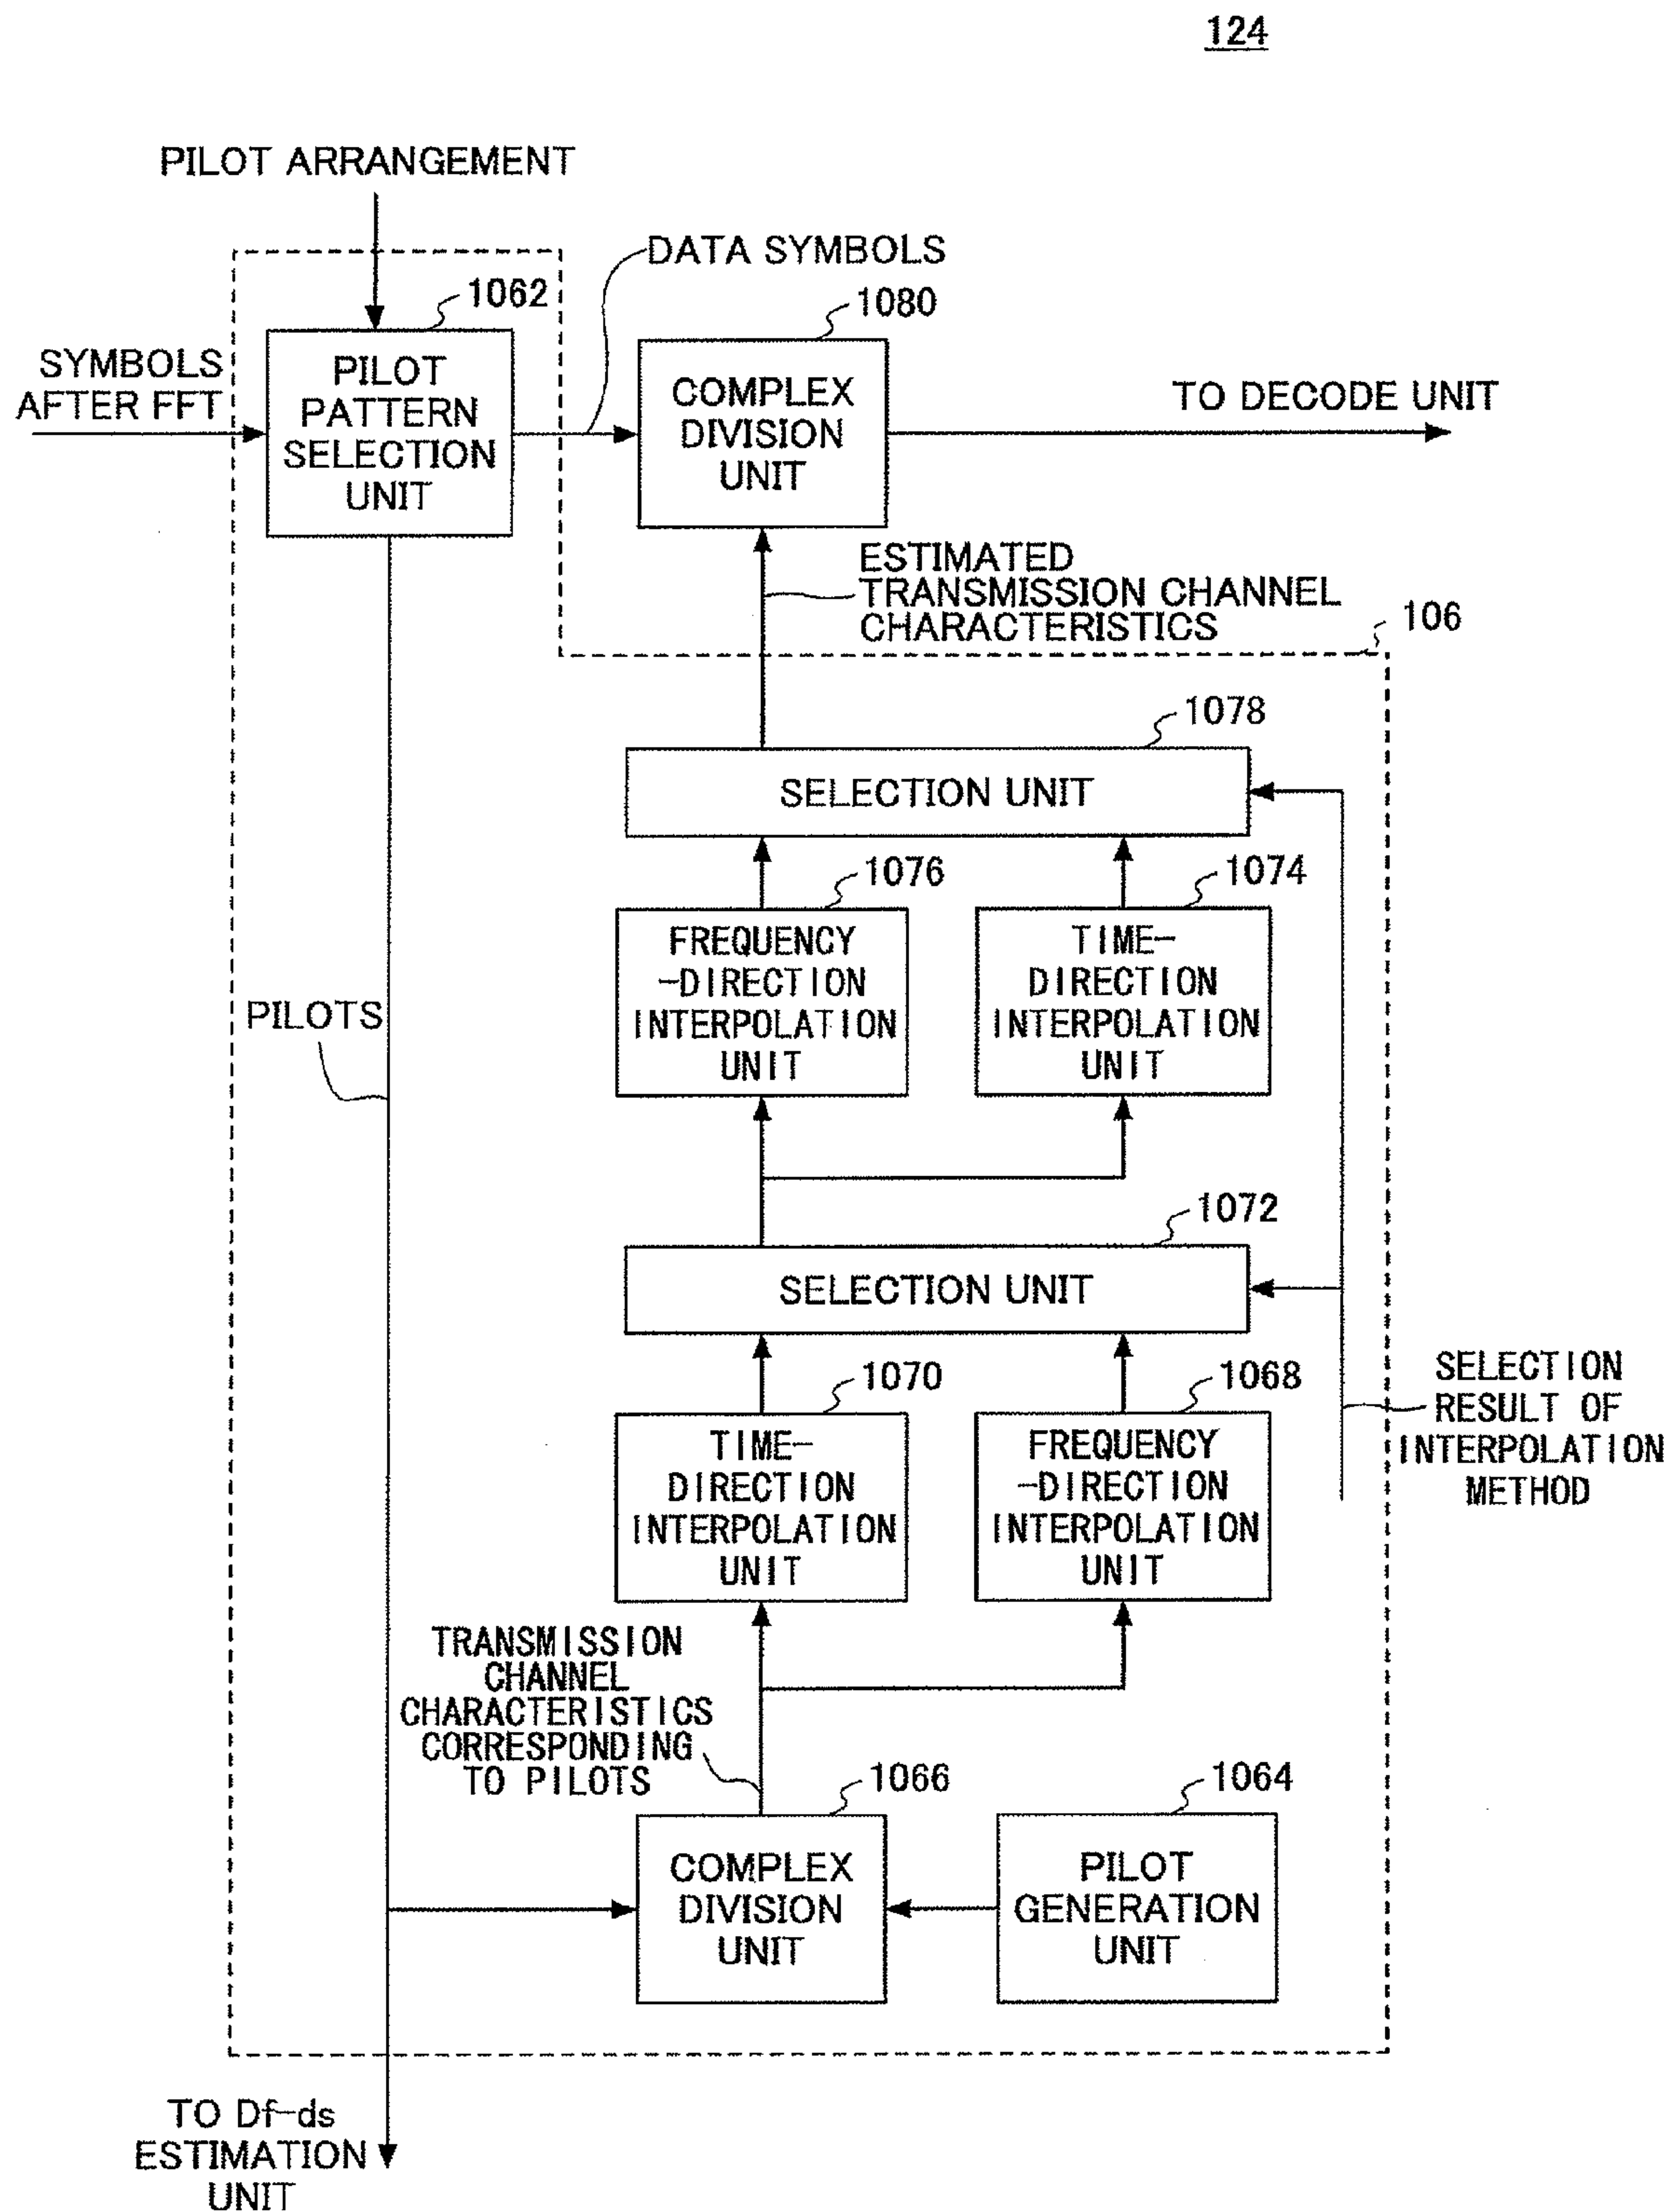 124
PILOT ARRANGEMENT
DATA SYMBOLS
1062
1080
SYMBOLS
AFTER FFT
PILOT
PATTERN
SELECTION
UNIT
COMPLEX
DIVISION
UNIT
TO DECODE UNIT
ESTIMATED
TRANSMISSION CHANNEL
CHARACTERISTICS
106
1078
SELECTION UNIT
1076
1074
FREQUENCY
-DIRECTION
INTERPOLATION
UNIT
TIME-
DIRECTION
INTERPOLATION
UNIT
PILOTS
1072
SELECTION UNIT
1070
1068
TIME-
DIRECTION
INTERPOLATION
UNIT
FREQUENCY
-DIRECTION
INTERPOLATION
UNIT
SELECTION
RESULT OF
INTERPOLATION
METHOD
TRANSMISSION
CHANNEL
CHARACTERISTICS
CORRESPONDING
TO PILOTS
1066
1064
COMPLEX
DIVISION
UNIT
PILOT
GENERATION
UNIT
TO Df-ds
ESTIMATION
UNIT